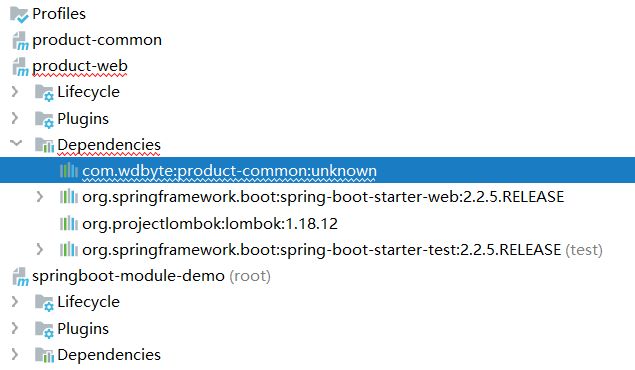 Profiles
product-common
product-web
Lifecycle
Plugins
Dependencies
com.wdbyte:product-common:unknown
org.springframework.boot:spring-boot-starter-web:2.2.5.RELEASE
org.projectlombok:lombok:1.18.12
org.springframework.boot:spring-boot-starter-test:2.2.5.RELEASE (test)
springboot-module-demo (root)
Lifecycle
Plugins
Dependencies